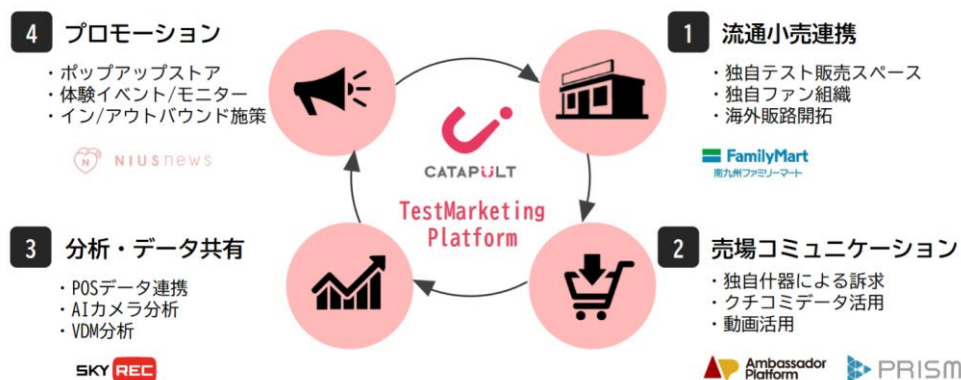 4 プロモーション
・ポップアップストア
・体験イベント/モニター
・イン/アウトバウンド施策
N
NIUSnews
1 流通小売連携
・独自テスト販売スペース
・独自ファン組織
・海外販路開拓
FamilyMart
南九州ファミリーマート
CATAPULT
TestMarketing
Platform
3 分析・データ共有
・POSデータ連携
・AIカメラ分析
・VDM分析
SKY REC
2 売場コミュニケーション
・独自什器による訴求
・クチコミデータ活用
・動画活用
Ambassador
Platform
PRISM